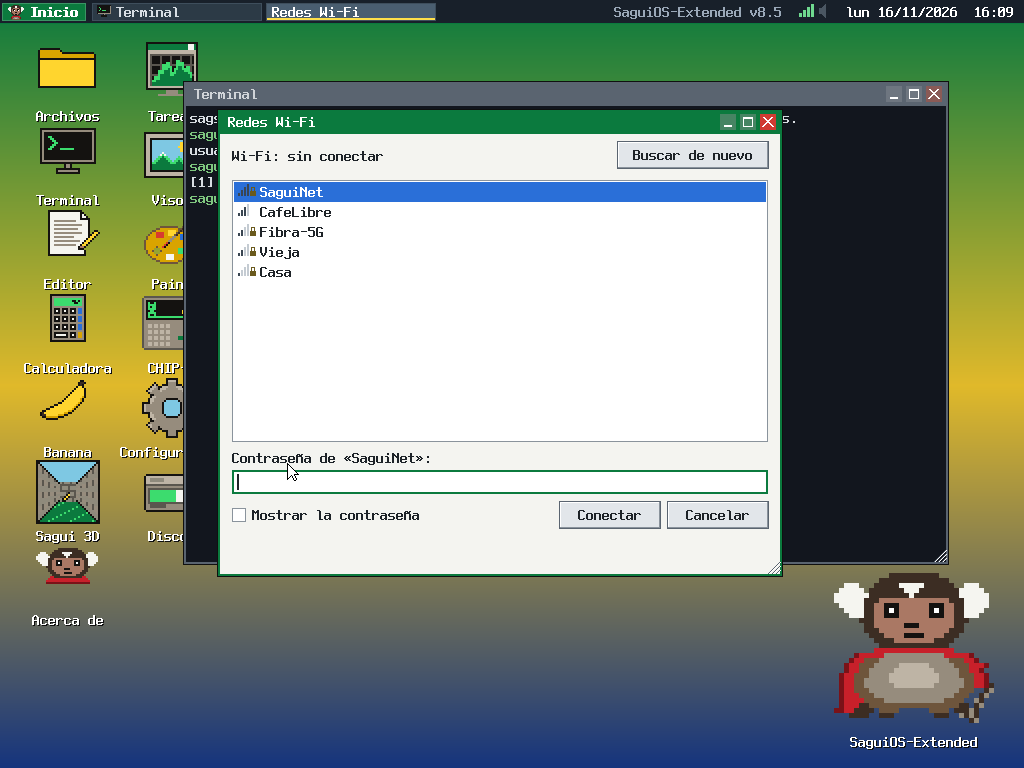 Inicio
Terminal
Redes Wi-Fi
SaguiOS-Extended v8.5
lun 16/11/2026
16:09
Archivos
Terminal
Editor
Calculadora
Banana
Sagui 3D
Acerca de
Terminal
s.
[1]
Redes Wi-Fi
Wi-Fi: sin conectar
Buscar de nuevo
SaguiNet
CafeLibre
Fibra-5G
Vieja
Casa
Contraseña de «SaguiNet»:
Mostrar la contraseña
Conectar
Cancelar
SaguiOS-Extended